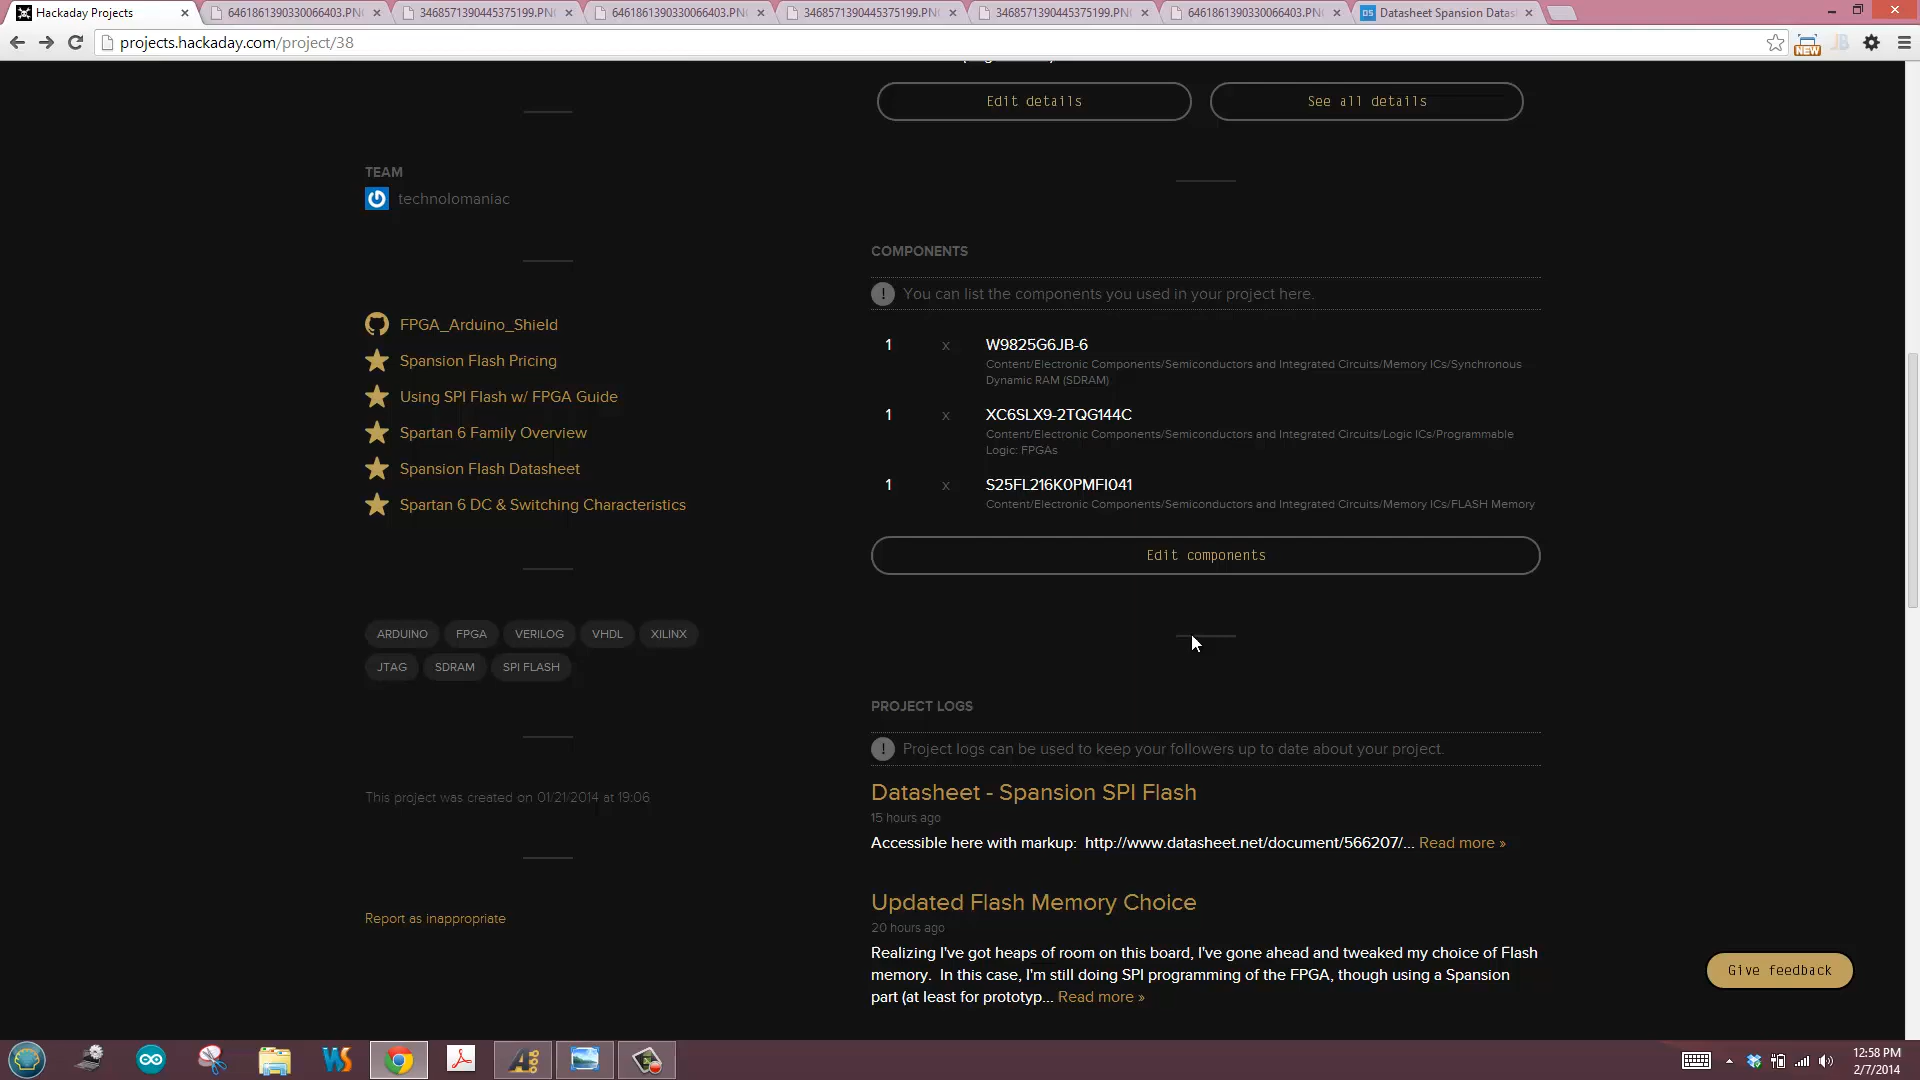 Hackaday Projects
6461861390330066403.PNG
3468571390445375199.PNG
6461861390330066403.PNG
3468571390445375199.PNG
3468571390445375199.PNG
6461861390330066403.PNG
DS Datasheet Spansion Datas
projects.hackaday.com/project/38
NEW
JB
Edit details
See all details
TEAM
technolomaniac
FPGA_Arduino_Shield
Spansion Flash Pricing
Using SPI Flash w/ FPGA Guide
Spartan 6 Family Overview
Spansion Flash Datasheet
Spartan 6 DC & Switching Characteristics
ARDUINO FPGA VERILOG VHDL XILINX
JTAG SDRAM SPI FLASH
This project was created on 01/21/2014 at 19:06
Report as inappropriate
COMPONENTS
! You can list the components you used in your project here.
1 x W9825G6JB-6
Content/Electronic Components/Semiconductors and Integrated Circuits/Memory ICs/Synchronous
Dynamic RAM (SDRAM)
1 x XC6SLX9-2TQG144C
Content/Electronic Components/Semiconductors and Integrated Circuits/Logic ICs/Programmable
Logic: FPGAs
1 x S25FL216K0PMFI041
Content/Electronic Components/Semiconductors and Integrated Circuits/Memory ICs/FLASH Memory
Edit components
PROJECT LOGS
! Project logs can be used to keep your followers up to date about your project.
Datasheet - Spansion SPI Flash
15 hours ago
Accessible here with markup: http://www.datasheet.net/document/566207/... Read more »
Updated Flash Memory Choice
20 hours ago
Realizing I've got heaps of room on this board, I've gone ahead and tweaked my choice of Flash
memory. In this case, I'm still doing SPI programming of the FPGA, though using a Spansion
part (at least for prototyp... Read more »
Give feedback
12:58 PM
2/7/2014